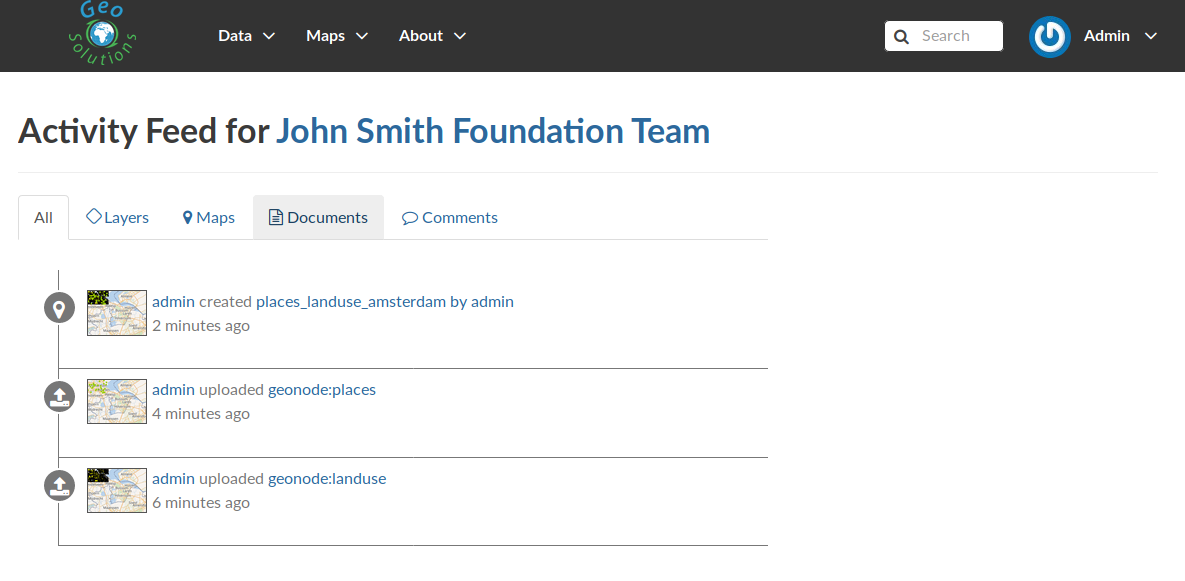 Geo
Solutions
Data Maps About Search Admin
Activity Feed for John Smith Foundation Team
All Layers Maps Documents Comments
admin created places_landuse_amsterdam by admin
2 minutes ago
admin uploaded geonode:places
4 minutes ago
admin uploaded geonode:landuse
6 minutes ago